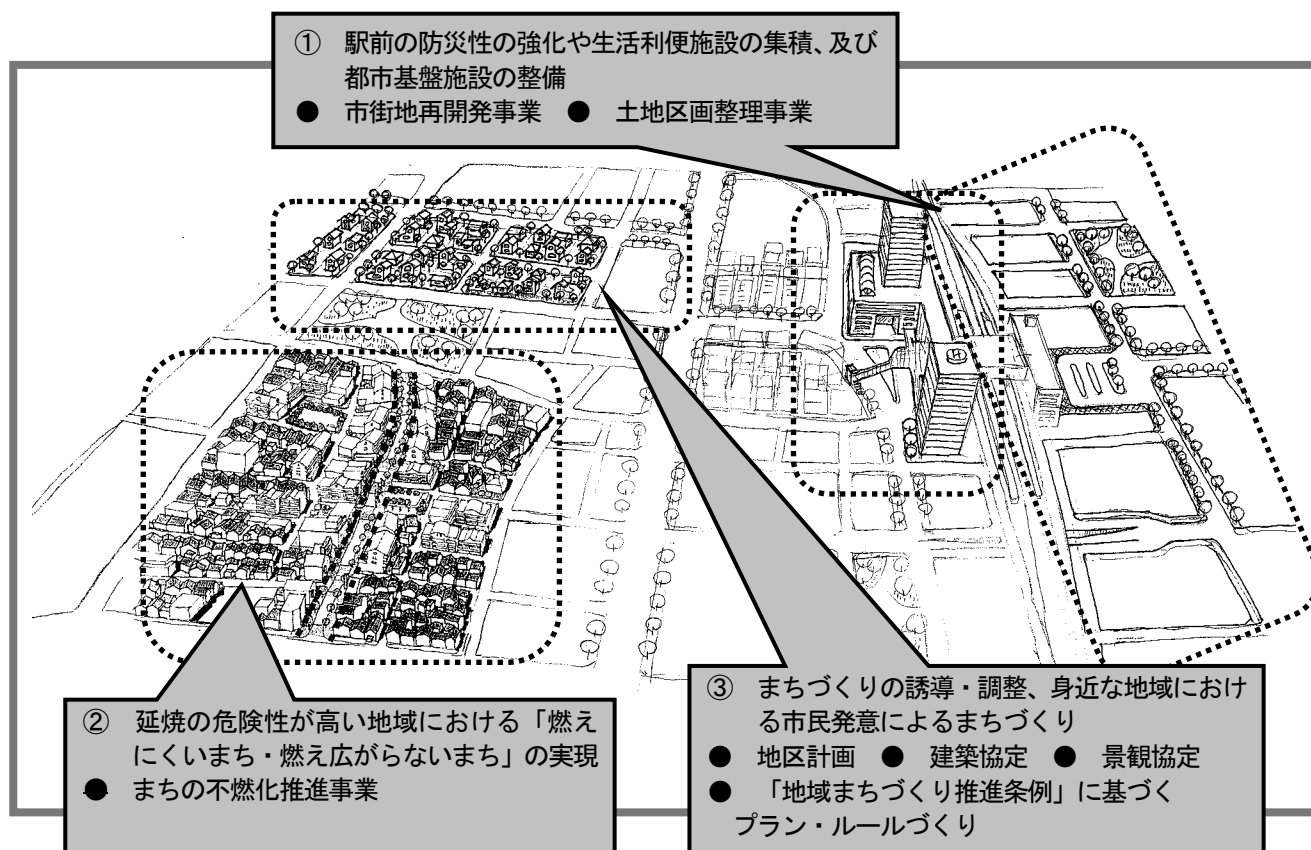 ① 駅前の防災性の強化や生活利便施設の集積、及び
都市基盤施設の整備
● 市街地再開発事業 ● 土地区画整理事業
② 延焼の危険性が高い地域における「燃え
にくいまち・燃え広がらないまち」の実現
● まちの不燃化推進事業
③ まちづくりの誘導・調整、身近な地域におけ
る市民発意によるまちづくり
● 地区計画 ● 建築協定 ● 景観協定
● 「地域まちづくり推進条例」に基づく
プラン・ルールづくり
H